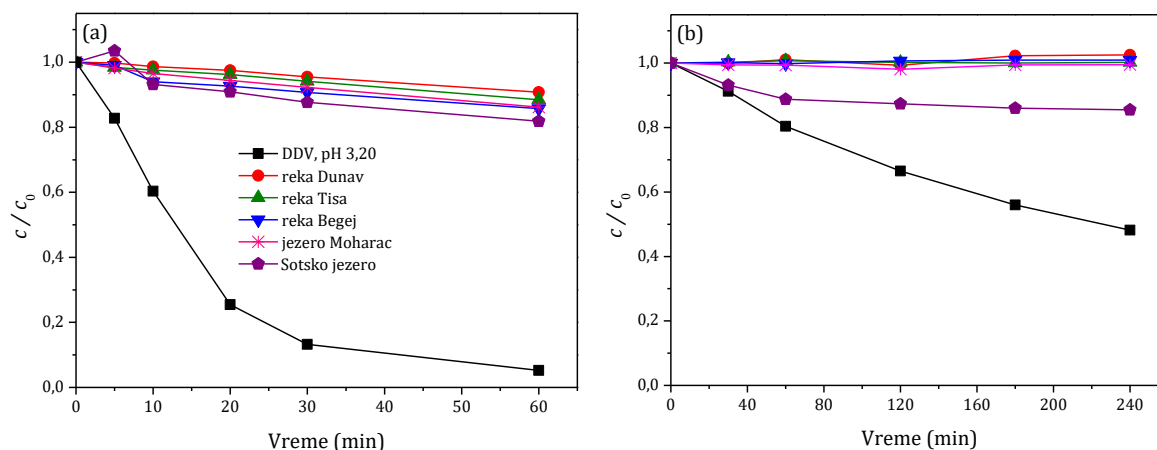 (a)
c / c0
1,0
0,8
0,6
0,4
0,2
0,0
DDV, pH 3,20
reka Dunav
reka Tisa
reka Begej
jezero Moharac
Sotsko jezero
0 10 20 30 40 50 60
Vreme (min)
(b)
c / c0
1,0
0,8
0,6
0,4
0,2
0,0
0 40 80 120 160 200 240
Vreme (min)